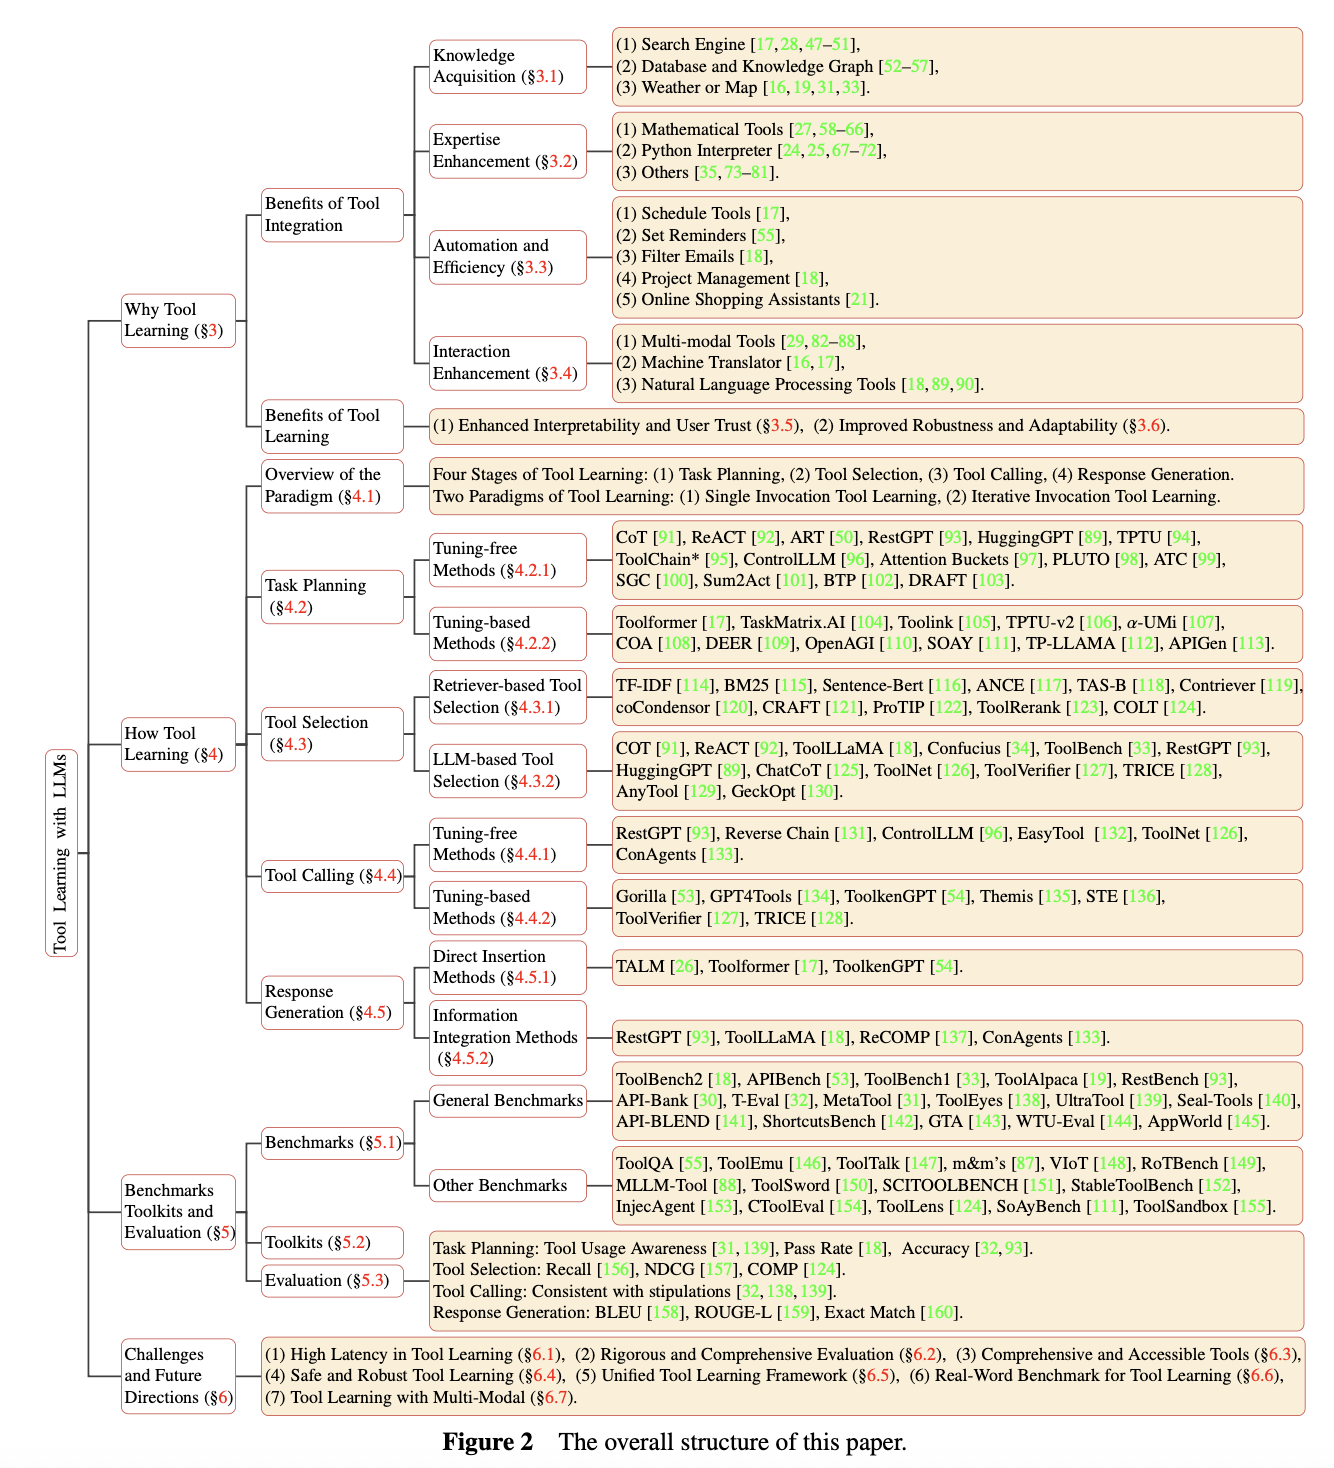 Tool Learning with LLMs
Why Tool
Learning (§3)
Benefits of Tool
Integration
Knowledge
Acquisition (§3.1)
(1) Search Engine [17,28,47–51],
(2) Database and Knowledge Graph [52–57],
(3) Weather or Map [16,19,31,33].
Expertise
Enhancement (§3.2)
(1) Mathematical Tools [27,58–66],
(2) Python Interpreter [24,25,67–72],
(3) Others [35,73–81].
Automation and
Efficiency (§3.3)
(1) Schedule Tools [17],
(2) Set Reminders [55],
(3) Filter Emails [18],
(4) Project Management [18],
(5) Online Shopping Assistants [21].
Interaction
Enhancement (§3.4)
(1) Multi-modal Tools [29,82–88],
(2) Machine Translator [16,17],
(3) Natural Language Processing Tools [18,89,90].
Benefits of Tool
Learning
(1) Enhanced Interpretability and User Trust (§3.5), (2) Improved Robustness and Adaptability (§3.6).
How Tool
Learning (§4)
Overview of the
Paradigm (§4.1)
Four Stages of Tool Learning: (1) Task Planning, (2) Tool Selection, (3) Tool Calling, (4) Response Generation.
Two Paradigms of Tool Learning: (1) Single Invocation Tool Learning, (2) Iterative Invocation Tool Learning.
Task Planning
(§4.2)
Tuning-free
Methods (§4.2.1)
CoT [91], ReACT [92], ART [50], RestGPT [93], HuggingGPT [89], TPTU [94],
ToolChain* [95], ControlLLM [96], Attention Buckets [97], PLUTO [98], ATC [99],
SGC [100], Sum2Act [101], BTP [102], DRAFT [103].
Tuning-based
Methods (§4.2.2)
Toolformer [17], TaskMatrix.AI [104], Toolink [105], TPTU-v2 [106], α-UMi [107],
COA [108], DEER [109], OpenAGI [110], SOAY [111], TP-LLAMA [112], APIGen [113].
Tool Selection
(§4.3)
Retriever-based Tool
Selection (§4.3.1)
TF-IDF [114], BM25 [115], Sentence-Bert [116], ANCE [117], TAS-B [118], Contriever [119],
coCondensor [120], CRAFT [121], ProTIP [122], ToolRerank [123], COLT [124].
LLM-based Tool
Selection (§4.3.2)
COT [91], ReACT [92], ToolLLaMA [18], Confucius [34], ToolBench [33], RestGPT [93],
HuggingGPT [89], ChatCoT [125], ToolNet [126], ToolVerifier [127], TRICE [128],
AnyTool [129], GeckOpt [130].
Tool Calling (§4.4)
Tuning-free
Methods (§4.4.1)
RestGPT [93], Reverse Chain [131], ControlLLM [96], EasyTool [132], ToolNet [126],
ConAgents [133].
Tuning-based
Methods (§4.4.2)
Gorilla [53], GPT4Tools [134], ToolkenGPT [54], Themis [135], STE [136],
ToolVerifier [127], TRICE [128].
Response
Generation (§4.5)
Direct Insertion
Methods (§4.5.1)
TALM [26], Toolformer [17], ToolkenGPT [54].
Information
Integration Methods
(§4.5.2)
RestGPT [93], ToolLLaMA [18], ReCOMP [137], ConAgents [133].
Benchmarks
Toolkits and
Evaluation (§5)
Benchmarks (§5.1)
General Benchmarks
ToolBench2 [18], APIBench [53], ToolBench1 [33], ToolAlpaca [19], RestBench [93],
API-Bank [30], T-Eval [32], MetaTool [31], ToolEyes [138], UltraTool [139], Seal-Tools [140],
API-BLEND [141], ShortcutsBench [142], GTA [143], WTU-Eval [144], AppWorld [145].
Other Benchmarks
ToolQA [55], ToolEmu [146], ToolTalk [147], m&m's [87], VIoT [148], RoTBench [149],
MLLM-Tool [88], ToolSword [150], SCITOOLBENCH [151], StableToolBench [152],
InjecAgent [153], CToolEval [154], ToolLens [124], SoAyBench [111], ToolSandbox [155].
Toolkits (§5.2)
Evaluation (§5.3)
Task Planning: Tool Usage Awareness [31,139], Pass Rate [18], Accuracy [32,93].
Tool Selection: Recall [156], NDCG [157], COMP [124].
Tool Calling: Consistent with stipulations [32,138,139].
Response Generation: BLEU [158], ROUGE-L [159], Exact Match [160].
Challenges
and Future
Directions (§6)
(1) High Latency in Tool Learning (§6.1), (2) Rigorous and Comprehensive Evaluation (§6.2), (3) Comprehensive and Accessible Tools (§6.3),
(4) Safe and Robust Tool Learning (§6.4), (5) Unified Tool Learning Framework (§6.5), (6) Real-Word Benchmark for Tool Learning (§6.6),
(7) Tool Learning with Multi-Modal (§6.7).
Figure 2 The overall structure of this paper.